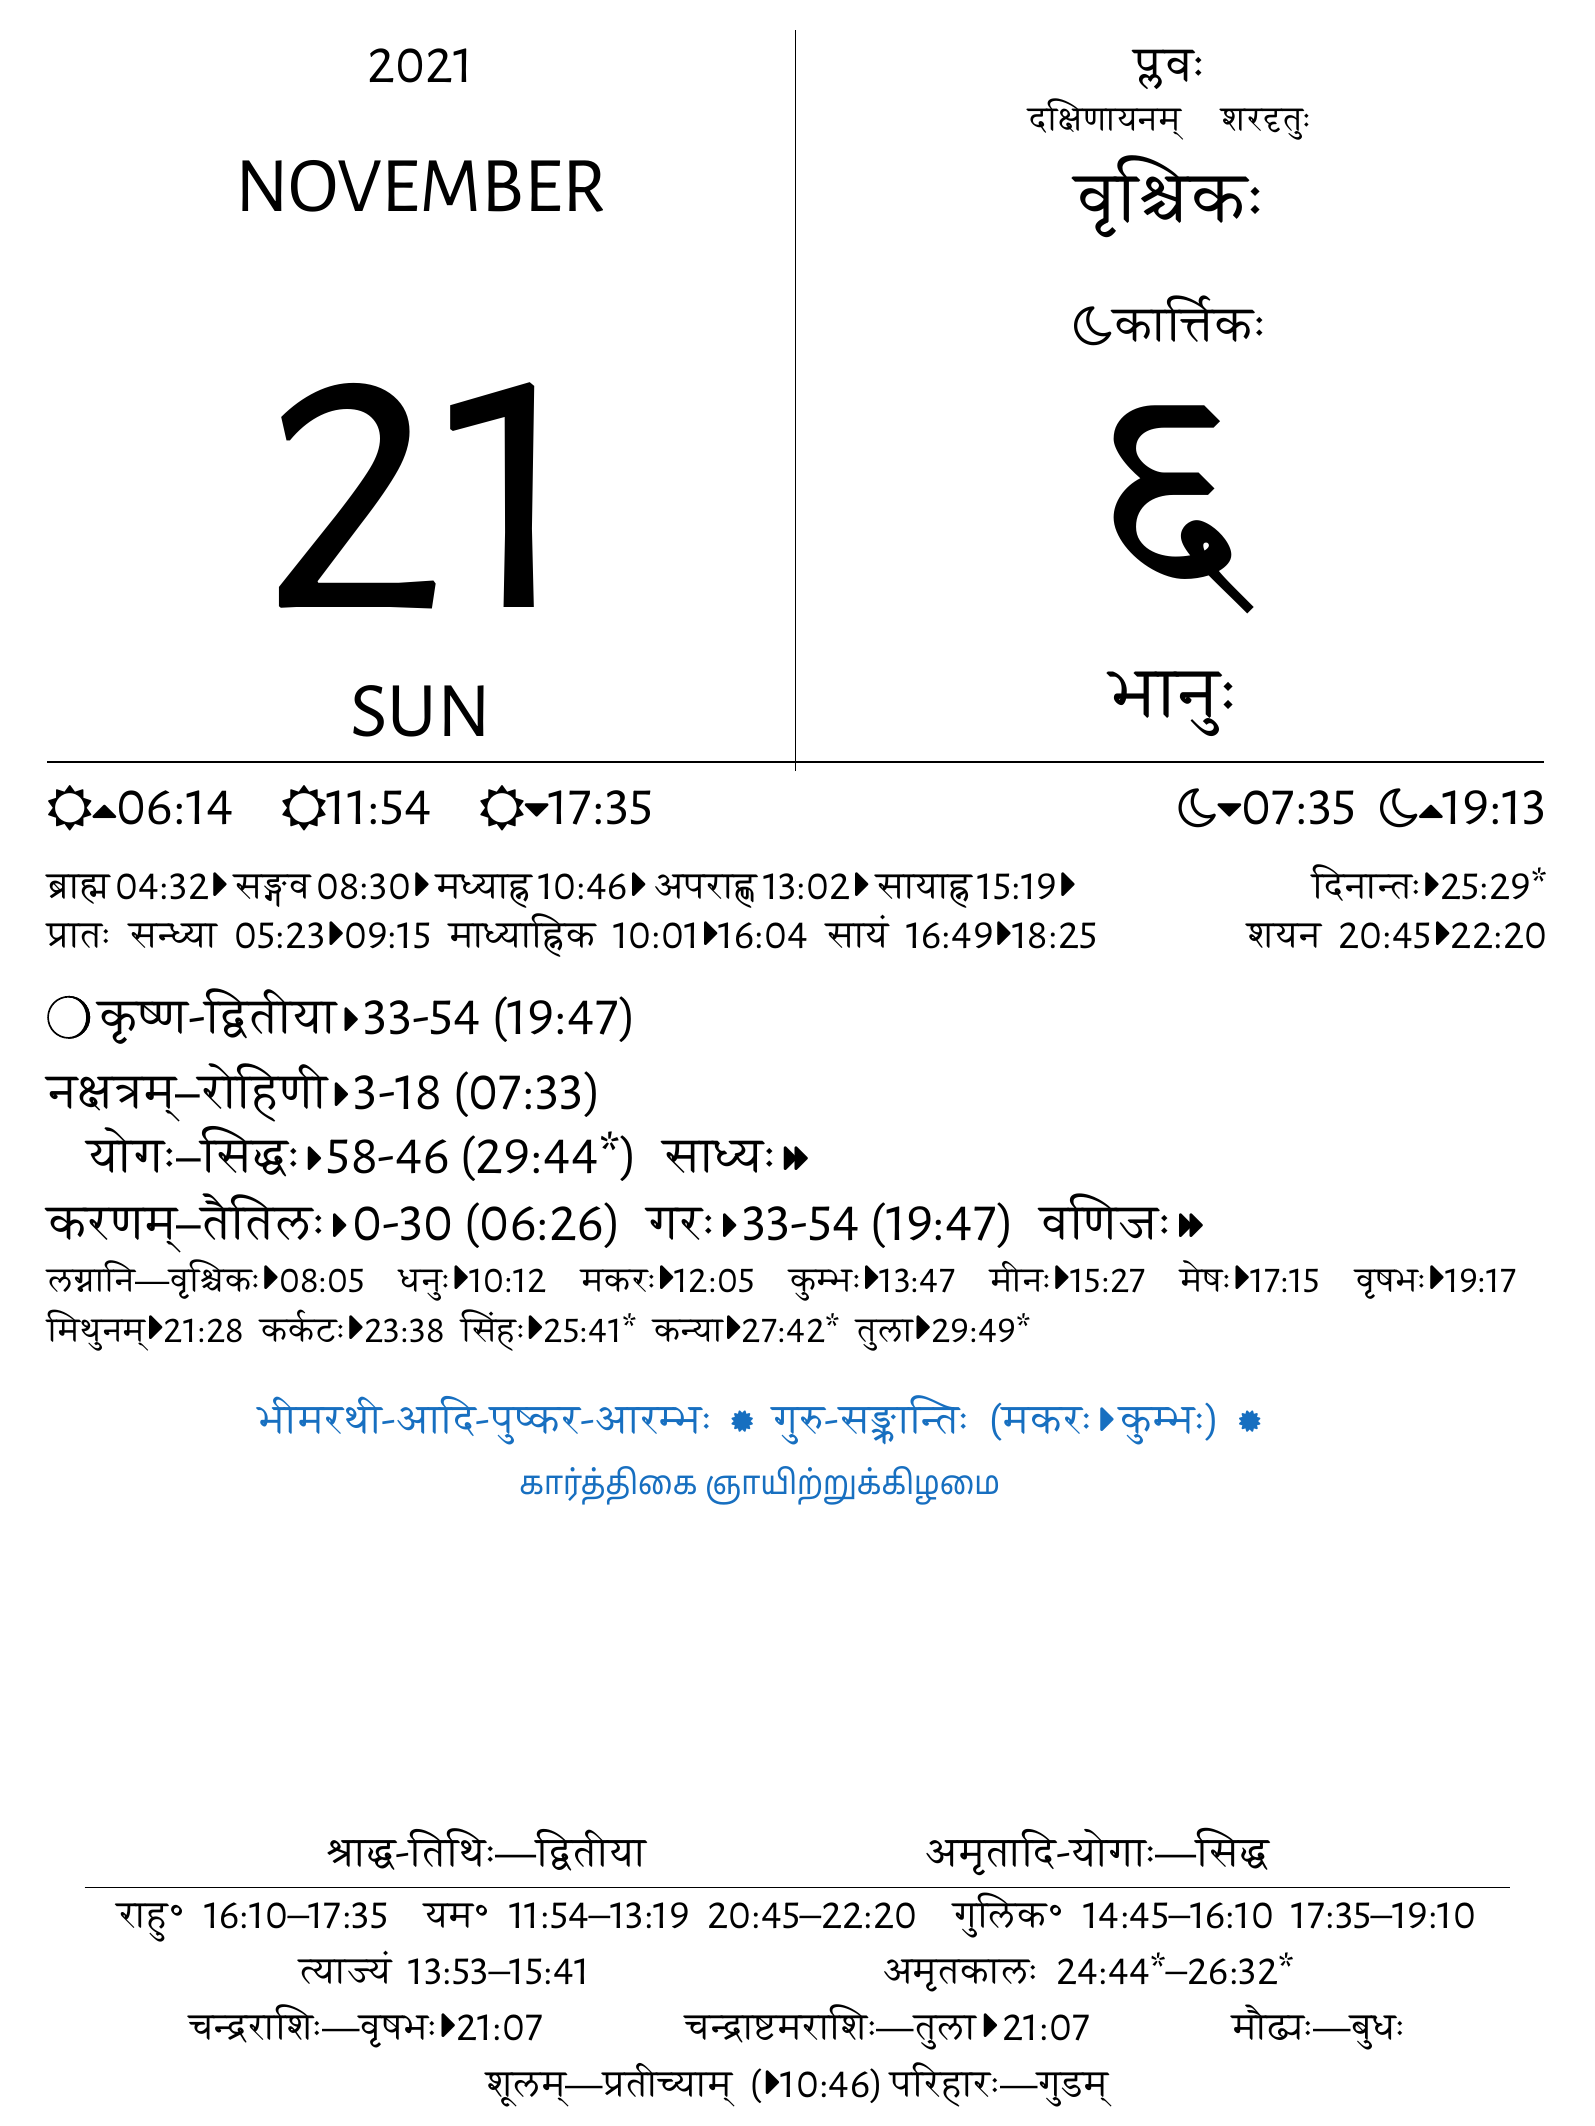 2021
NOVEMBER
21
SUN
प्लवः
दक्षिणायनम् शरदृतुः
वृश्चिकः
कार्त्तिकः
६
भानुः
06:14 11:54 17:35 07:35 19:13
ब्राह्म 04:32 सङ्गव 08:30 मध्याह्न 10:46 अपराह्ण 13:02 सायाह्न 15:19 दिनान्तः 25:29*
प्रातः सन्ध्या 05:23 09:15 माध्याह्निक 10:01 16:04 सायं 16:49 18:25 शयन 20:45 22:20
कृष्ण-द्वितीया 33-54 (19:47)
नक्षत्रम्–रोहिणी 3-18 (07:33)
योगः–सिद्धः 58-46 (29:44*) साध्यः
करणम्–तैतिलः 0-30 (06:26) गरः 33-54 (19:47) वणिजः
लग्नानि—वृश्चिकः 08:05 धनुः 10:12 मकरः 12:05 कुम्भः 13:47 मीनः 15:27 मेषः 17:15 वृषभः 19:17
मिथुनम् 21:28 कर्कटः 23:38 सिंहः 25:41* कन्या 27:42* तुला 29:49*
भीमरथी-आदि-पुष्कर-आरम्भः गुरु-सङ्क्रान्तिः (मकरः कुम्भः)
கார்த்திகை ஞாயிற்றுக்கிழமை
श्राद्ध-तिथिः—द्वितीया अमृतादि-योगाः—सिद्ध
राहु॰ 16:10–17:35 यम॰ 11:54–13:19 20:45–22:20 गुलिक॰ 14:45–16:10 17:35–19:10
त्याज्यं 13:53–15:41 अमृतकालः 24:44*–26:32*
चन्द्रराशिः—वृषभः 21:07 चन्द्राष्टमराशिः—तुला 21:07 मौढ्यः—बुधः
शूलम्—प्रतीच्याम् ( 10:46) परिहारः—गुडम्